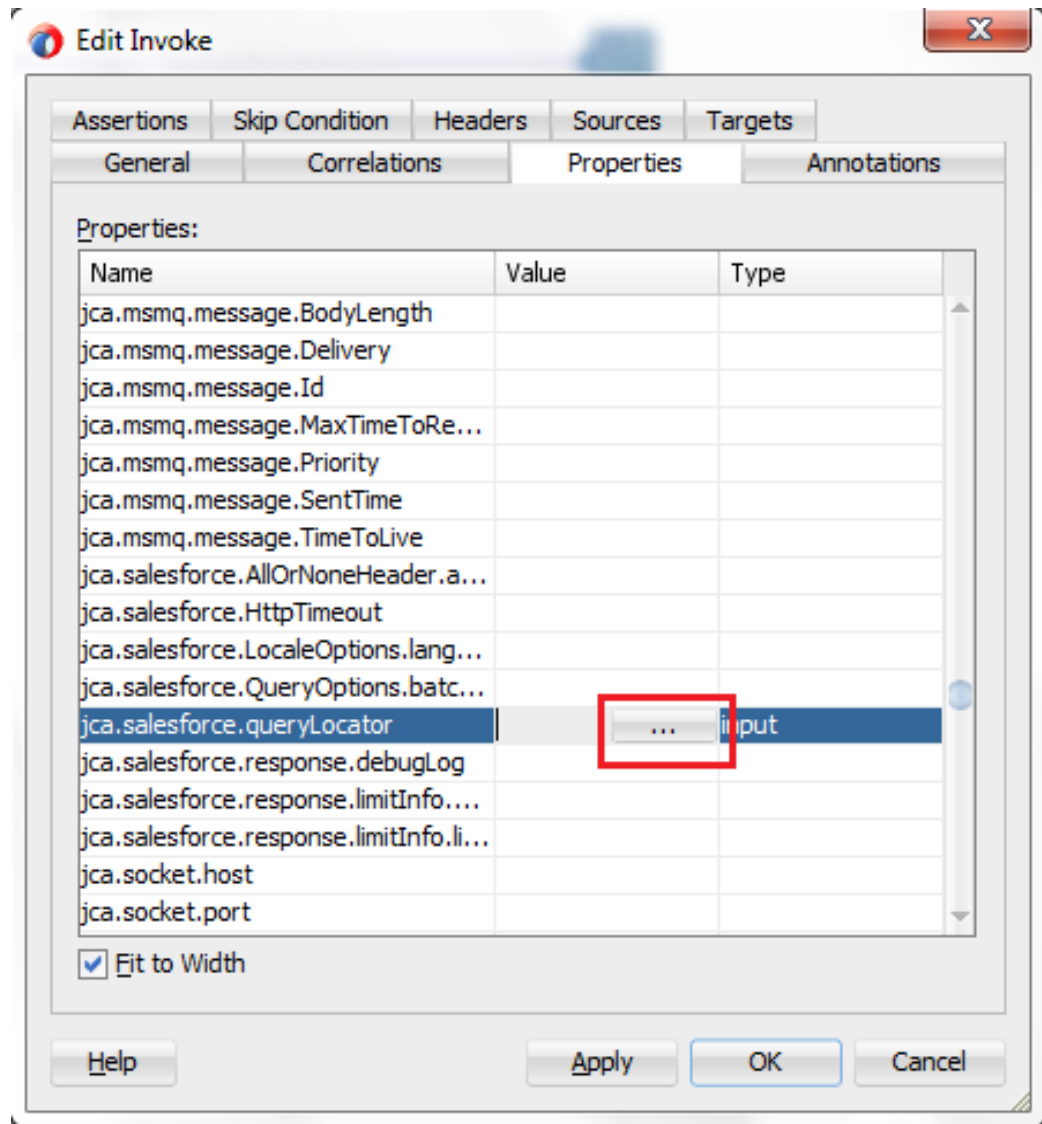 Edit Invoke
Assertions Skip Condition Headers Sources Targets
General Correlations Properties Annotations
Properties:
Name Value Type
jca.msmq.message.BodyLength
jca.msmq.message.Delivery
jca.msmq.message.Id
jca.msmq.message.MaxTimeToRe...
jca.msmq.message.Priority
jca.msmq.message.SentTime
jca.msmq.message.TimeToLive
jca.salesforce.AllOrNoneHeader.a...
jca.salesforce.HttpTimeout
jca.salesforce.LocaleOptions.lang...
jca.salesforce.QueryOptions.batc...
jca.salesforce.queryLocator ... input
jca.salesforce.response.debugLog
jca.salesforce.response.limitInfo....
jca.salesforce.response.limitInfo.li...
jca.socket.host
jca.socket.port
Fit to Width
Help Apply OK Cancel